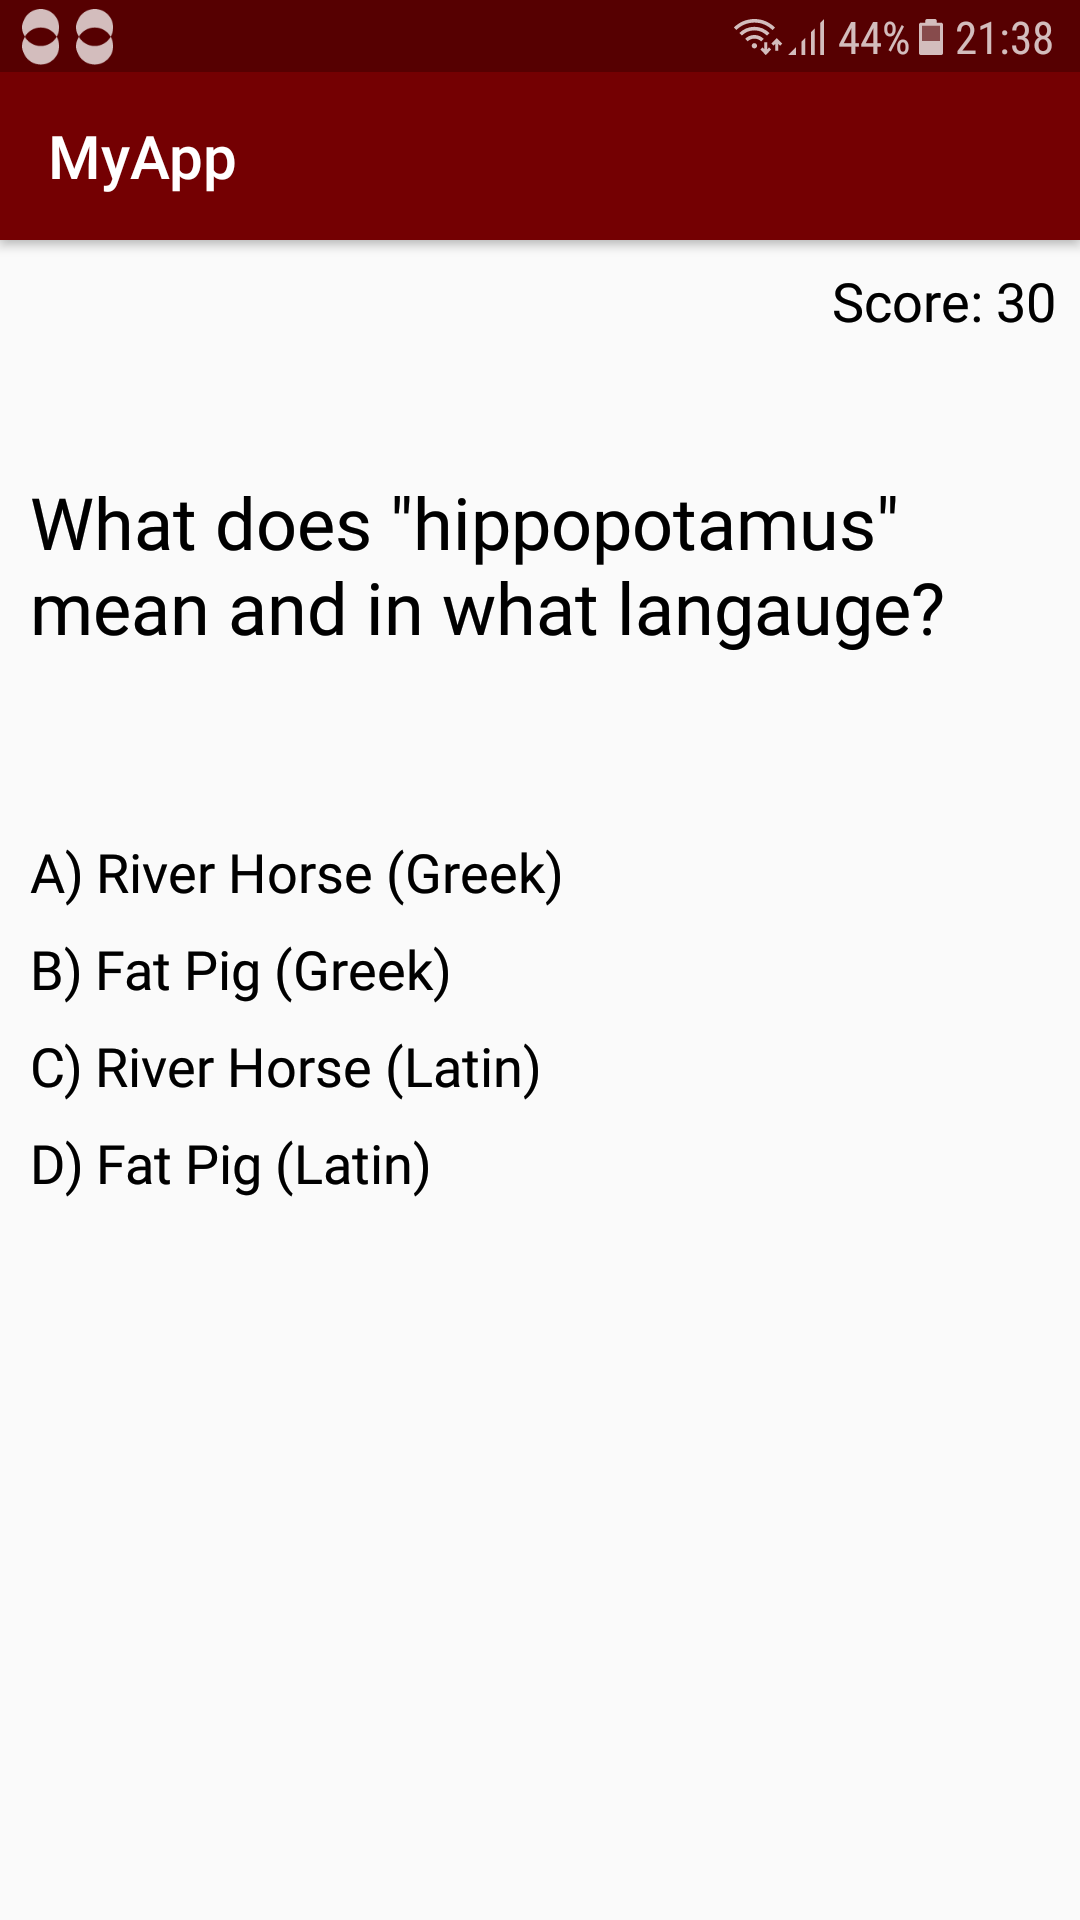 44% 21:38
MyApp
Score: 30
What does "hippopotamus"
mean and in what langauge?
A) River Horse (Greek)
B) Fat Pig (Greek)
C) River Horse (Latin)
D) Fat Pig (Latin)